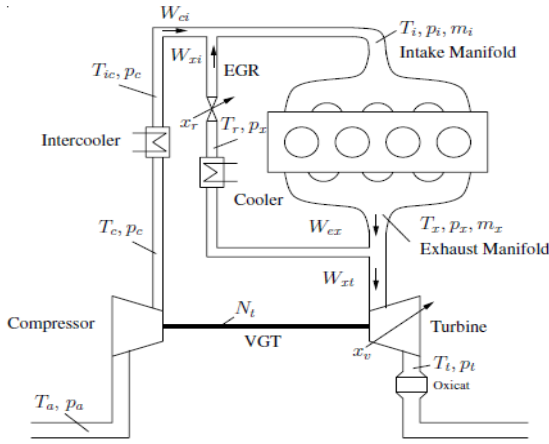 W_ci
T_i, p_i, m_i
Intake Manifold
W_xi
T_ic, p_c
EGR
x_r
T_r, p_x
Intercooler
Cooler
W_ex
T_x, p_x, m_x
Exhaust Manifold
T_c, p_c
W_xt
N_t
Compressor
Turbine
VGT
x_v
T_t, p_t
Oxicat
T_a, p_a